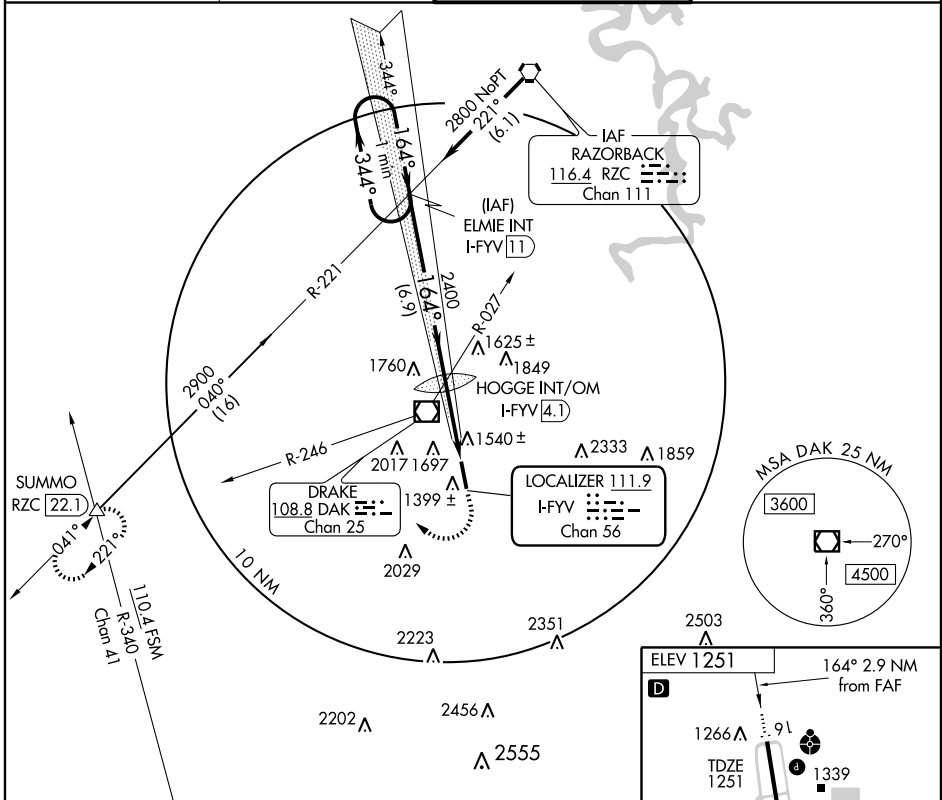 344°
164°
1 min
344°
2800 NoPT
221°
(6.1)
IAF
RAZORBACK
116.4 RZC
Chan 111
(IAF)
ELMIE INT
I-FYV 11
R-221
164°
(6.9)
2400
R-027
1625 ±
1849
1760
HOGGE INT/OM
I-FYV 4.1
2900
040°
(16)
R-246
1540 ±
2017
1697
2333
1859
SUMMO
RZC 22.1
041°
221°
DRAKE
108.8 DAK
Chan 25
1399 ±
LOCALIZER 111.9
I-FYV
Chan 56
MSA DAK 25 NM
3600
270°
4500
360°
2029
10 NM
110.4 FSM
Chan 41
R-340
2223
2351
2503
2202
2456
2555
ELEV 1251
D
164° 2.9 NM
from FAF
1266
16
TDZE
1251
P
1339